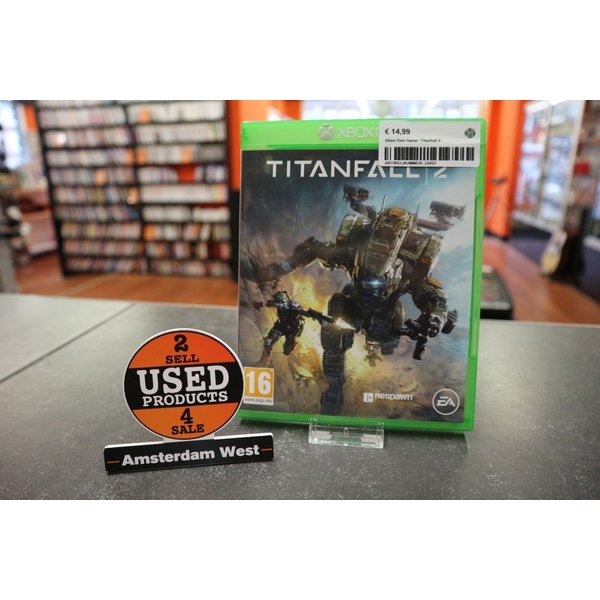 XBOX O
€ 14,99
Xbox One Game: Titanfall 2
ARTIKELNUMMER: 24951
TITANFALL 2
16
www.pegi.info
Respawn
EA
2
SELL
USED
PRODUCTS
4
SALE
Amsterdam West